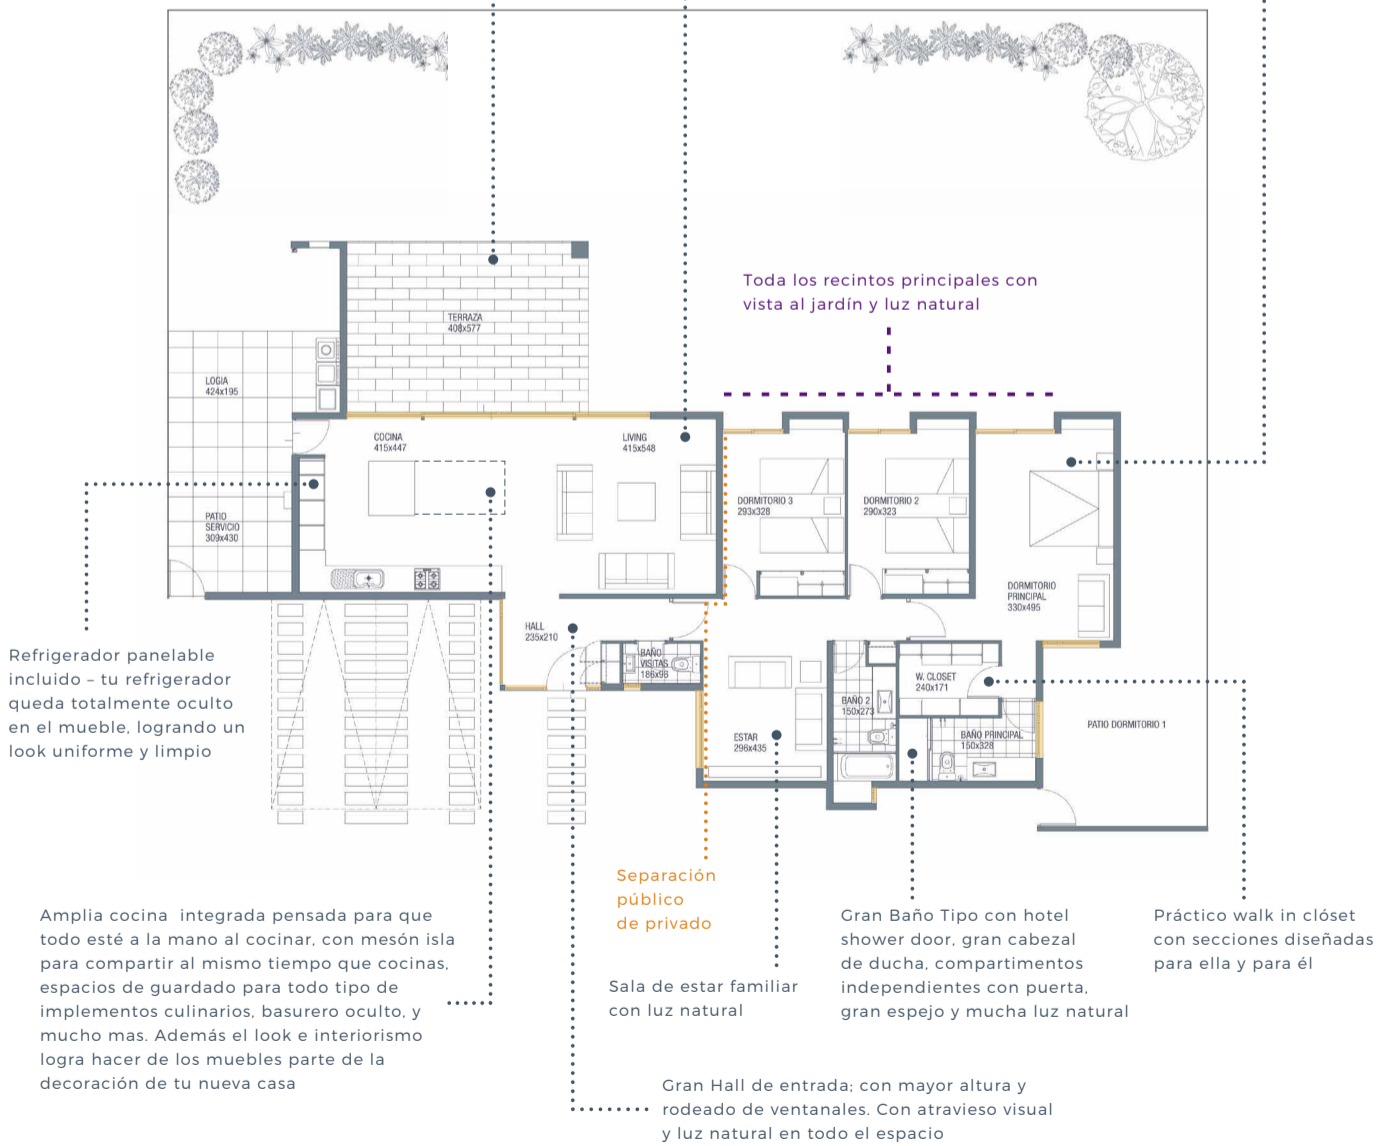 Toda los recintos principales con
vista al jardín y luz natural
TERRAZA
408x577
LOGIA
424x195
COCINA
415x447
LIVING
415x548
DORMITORIO 3
293x328
DORMITORIO 2
290x323
PATIO
SERVICIO
309x430
DORMITORIO
PRINCIPAL
330x495
HALL
235x210
BAÑO
VISITAS
186x96
W. CLOSET
240x171
BAÑO 2
150x273
ESTAR
296x435
BAÑO PRINCIPAL
150x328
PATIO DORMITORIO 1
Refrigerador panelable
incluido – tu refrigerador
queda totalmente oculto
en el mueble, logrando un
look uniforme y limpio
Separación
público
de privado
Amplia cocina integrada pensada para que
todo esté a la mano al cocinar, con mesón isla
para compartir al mismo tiempo que cocinas,
espacios de guardado para todo tipo de
implementos culinarios, basurero oculto, y
mucho mas. Además el look e interiorismo
logra hacer de los muebles parte de la
decoración de tu nueva casa
Sala de estar familiar
con luz natural
Gran Baño Tipo con hotel
shower door, gran cabezal
de ducha, compartimentos
independientes con puerta,
gran espejo y mucha luz natural
Práctico walk in clóset
con secciones diseñadas
para ella y para él
Gran Hall de entrada; con mayor altura y
rodeado de ventanales. Con atravieso visual
y luz natural en todo el espacio